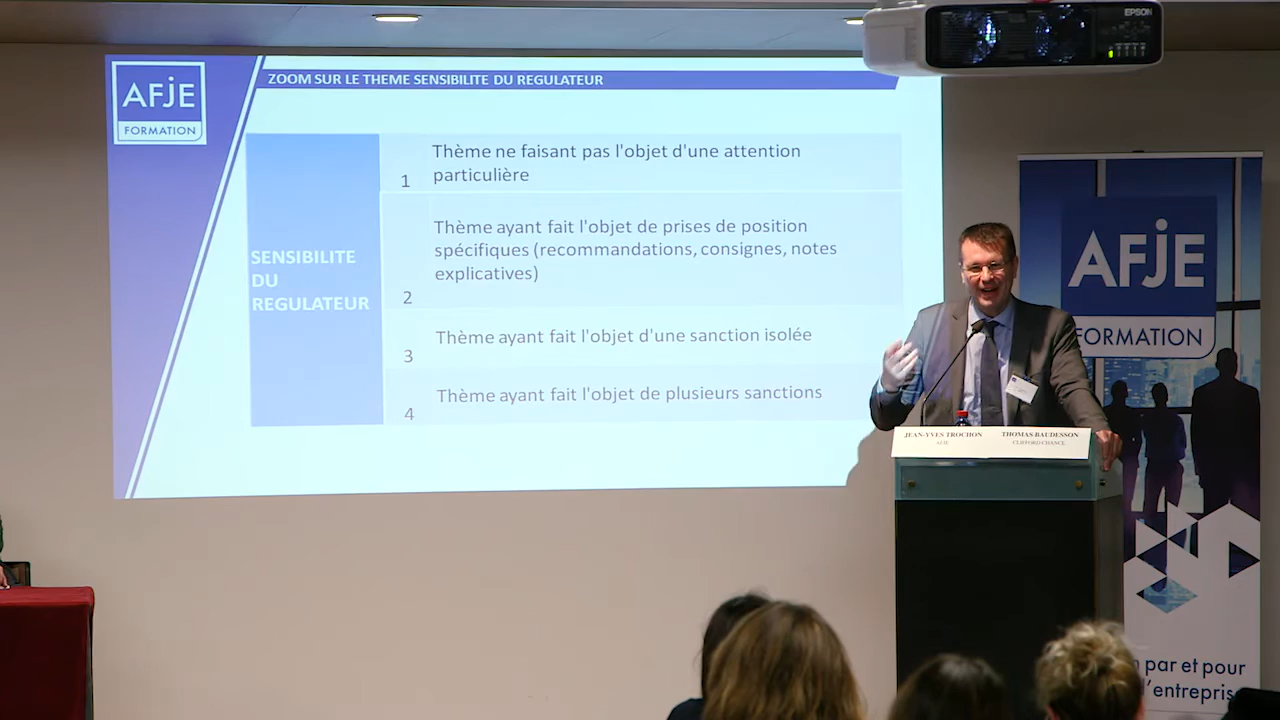 EPSON
AFJE
FORMATION
ZOOM SUR LE THEME SENSIBILITE DU REGULATEUR
SENSIBILITE
DU
REGULATEUR
1
Thème ne faisant pas l'objet d'une attention
particulière
2
Thème ayant fait l'objet de prises de position
spécifiques (recommandations, consignes, notes
explicatives)
3
Thème ayant fait l'objet d'une sanction isolée
4
Thème ayant fait l'objet de plusieurs sanctions
AFJE
FORMATION
JEAN-YVES TROCHON
AFJE
THOMAS BAUDESSON
CLIFFORD CHANCE
par et pour
l'entrepris